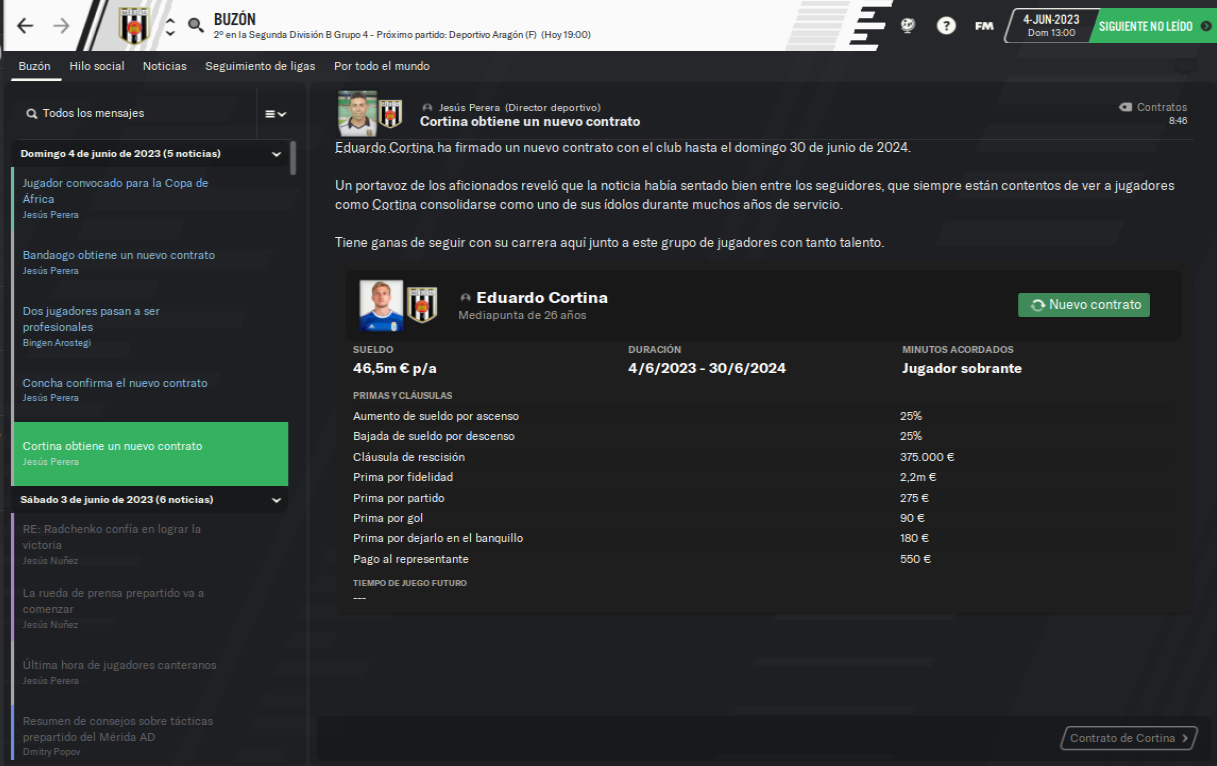 BUZÓN
2º en la Segunda División B Grupo 4 - Próximo partido: Deportivo Aragón (F) (Hoy 19:00)
?
FM
4-JUN-2023
Dom 13:00
SIGUIENTE NO LEÍDO
Buzón Hilo social Noticias Seguimiento de ligas Por todo el mundo
Todos los mensajes
Domingo 4 de junio de 2023 (5 noticias)
Jugador convocado para la Copa de
África
Jesús Perera
Bandaogo obtiene un nuevo contrato
Jesús Perera
Dos jugadores pasan a ser
profesionales
Bingen Arostegi
Concha confirma el nuevo contrato
Jesús Perera
Cortina obtiene un nuevo contrato
Jesús Perera
Sábado 3 de junio de 2023 (6 noticias)
RE: Radchenko confía en lograr la
victoria
Jesús Nuñez
La rueda de prensa prepartido va a
comenzar
Jesús Nuñez
Última hora de jugadores canteranos
Jesús Perera
Resumen de consejos sobre tácticas
prepartido del Mérida AD
Dmitry Popov
Jesús Perera (Director deportivo)
Cortina obtiene un nuevo contrato
Contratos
8:46
Eduardo Cortina ha firmado un nuevo contrato con el club hasta el domingo 30 de junio de 2024.
Un portavoz de los aficionados reveló que la noticia había sentado bien entre los seguidores, que siempre están contentos de ver a jugadores
como Cortina consolidarse como uno de sus ídolos durante muchos años de servicio.
Tiene ganas de seguir con su carrera aquí junto a este grupo de jugadores con tanto talento.
Eduardo Cortina
Mediapunta de 26 años
Nuevo contrato
SUELDO DURACIÓN MINUTOS ACORDADOS
46,5m € p/a 4/6/2023 - 30/6/2024 Jugador sobrante
PRIMAS Y CLÁUSULAS
Aumento de sueldo por ascenso 25%
Bajada de sueldo por descenso 25%
Cláusula de rescisión 375.000 €
Prima por fidelidad 2,2m €
Prima por partido 275 €
Prima por gol 90 €
Prima por dejarlo en el banquillo 180 €
Pago al representante 550 €
TIEMPO DE JUEGO FUTURO
---
Contrato de Cortina